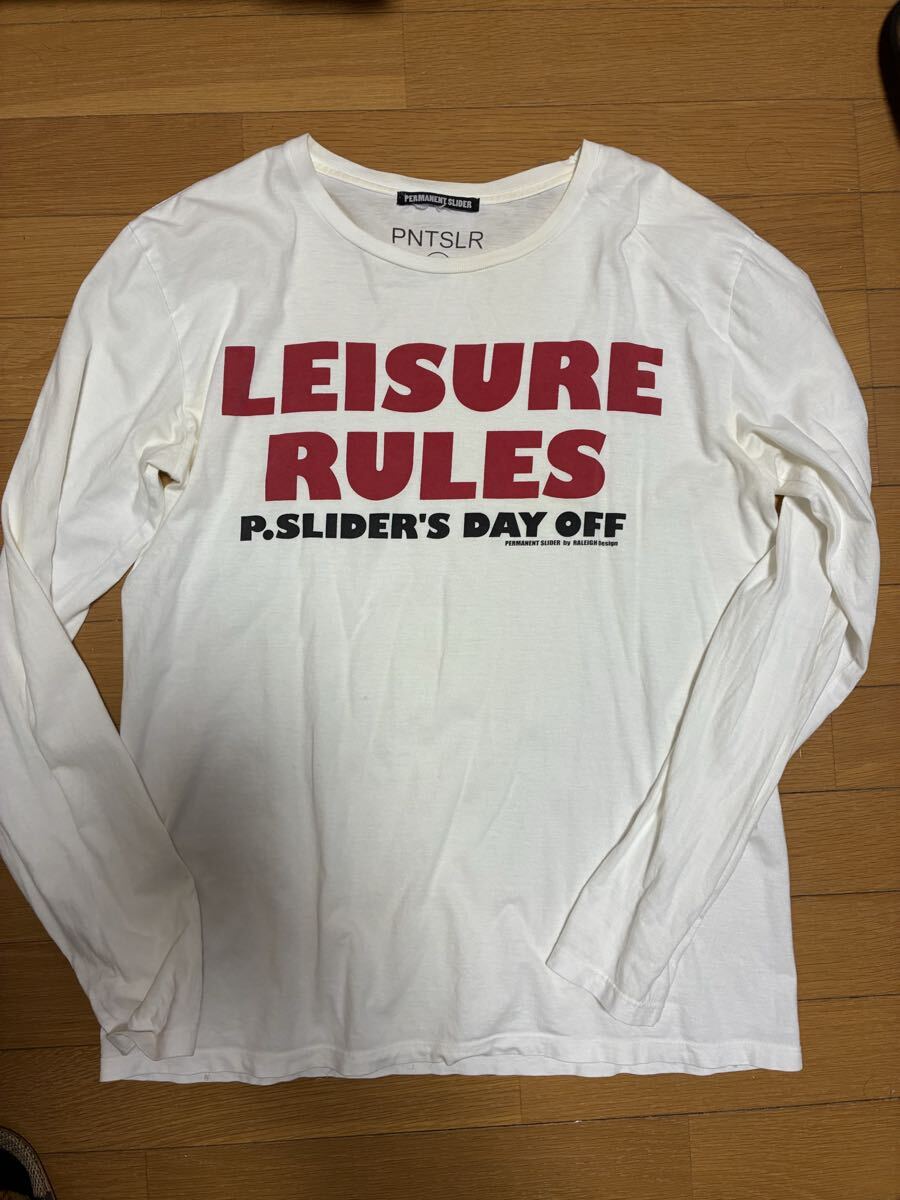 PERMANENT SLIDER
PNTSLR
LEISURE
RULES
P.SLIDER'S DAY OFF
PERMANENT SLIDER by RALEIGH Design